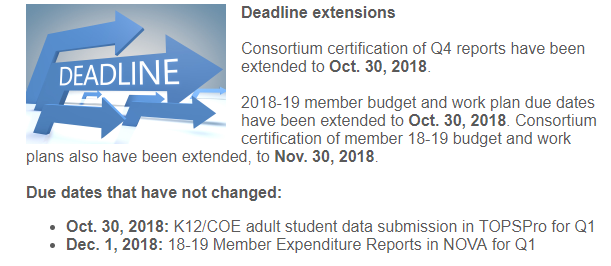 Deadline extensions
DEADLINE
Consortium certification of Q4 reports have been
extended to Oct. 30, 2018.
2018-19 member budget and work plan due dates
have been extended to Oct. 30, 2018. Consortium
certification of member 18-19 budget and work
plans also have been extended, to Nov. 30, 2018.
Due dates that have not changed:
• Oct. 30, 2018: K12/COE adult student data submission in TOPSPro for Q1
• Dec. 1, 2018: 18-19 Member Expenditure Reports in NOVA for Q1